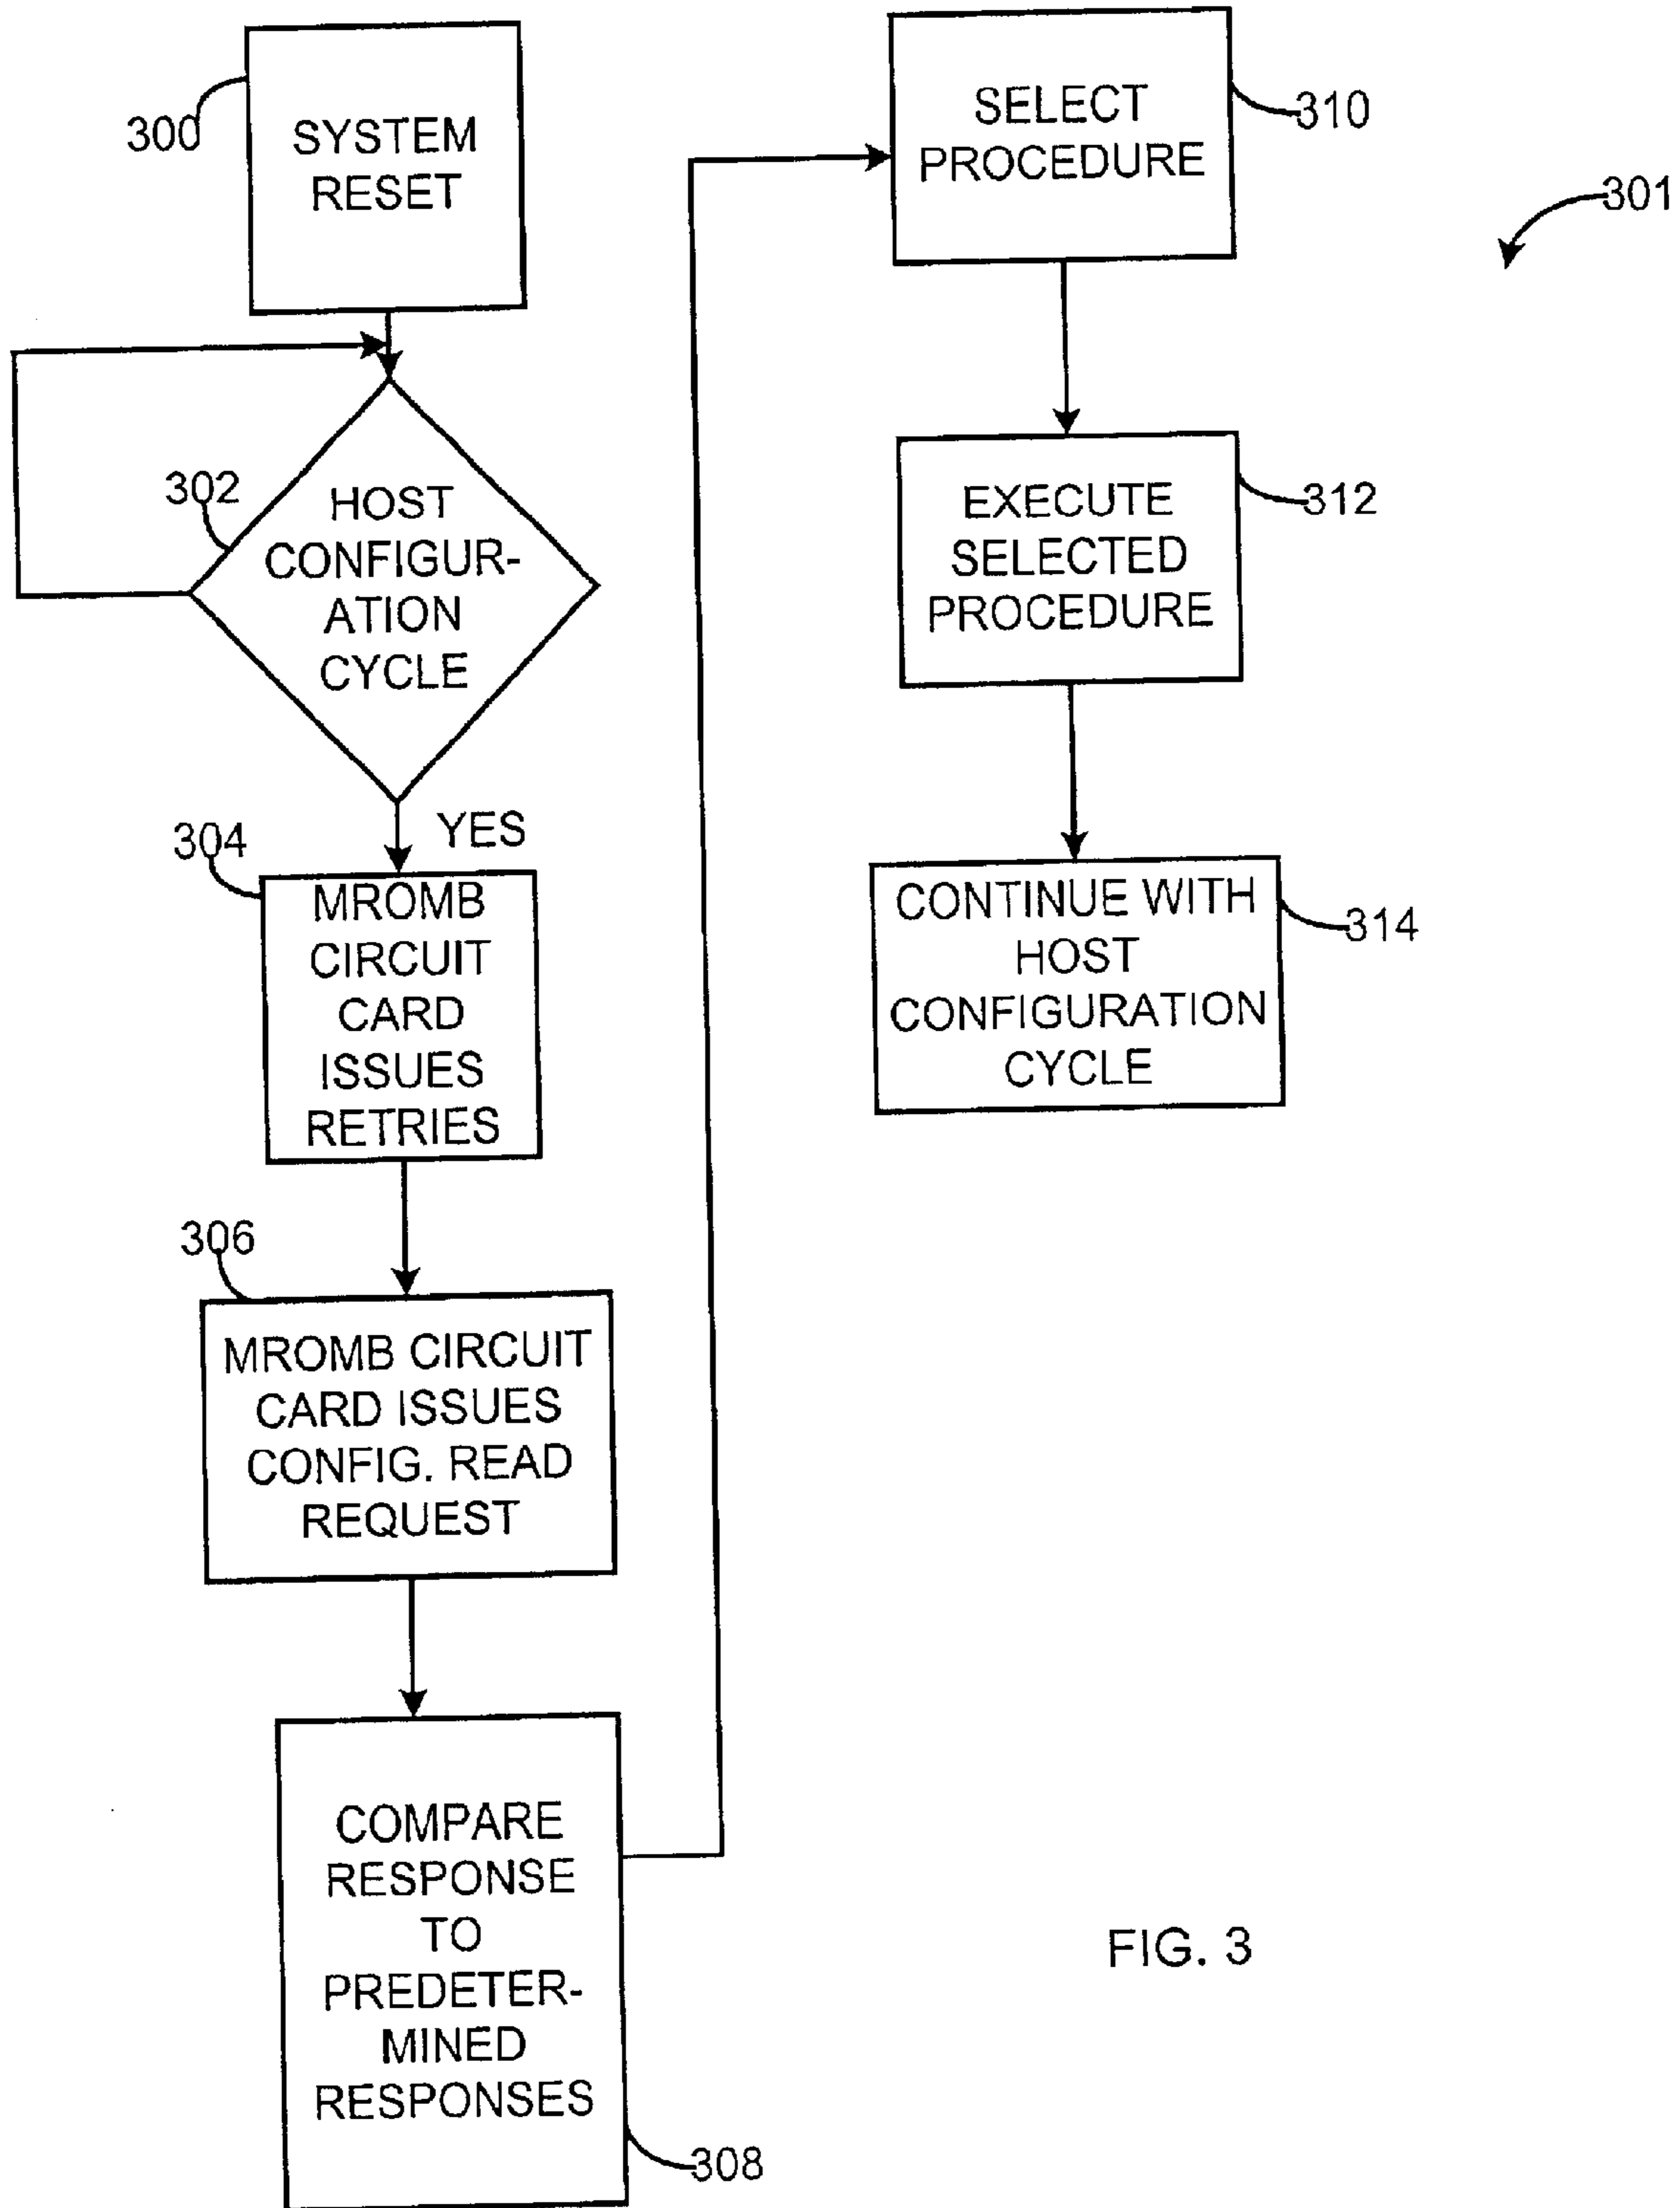 300
SYSTEM
RESET
302
HOST
CONFIGUR-
ATION
CYCLE
YES
304
MROMB
CIRCUIT
CARD
ISSUES
RETRIES
306
MROMB CIRCUIT
CARD ISSUES
CONFIG. READ
REQUEST
COMPARE
RESPONSE
TO
PREDETER-
MINED
RESPONSES
308
SELECT
PROCEDURE
310
301
EXECUTE
SELECTED
PROCEDURE
312
CONTINUE WITH
HOST
CONFIGURATION
CYCLE
314
FIG. 3